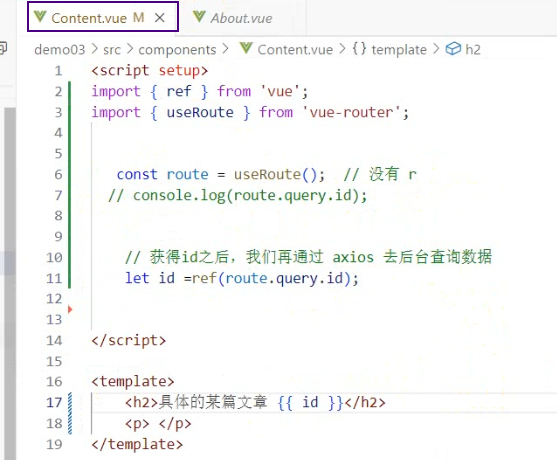 Content.vue M ×
About.vue
demo03 > src > components > Content.vue > {} template > h2
1 <script setup>
2 import { ref } from 'vue';
3 import { useRoute } from 'vue-router';
4
5
6 const route = useRoute(); // 没有 r
7 // console.log(route.query.id);
8
9
10 // 获得id之后，我们再通过 axios 去后台查询数据
11 let id =ref(route.query.id);
12
13
14 </script>
15
16 <template>
17 <h2>具体的某篇文章 {{ id }}</h2>
18 <p> </p>
19 </template>